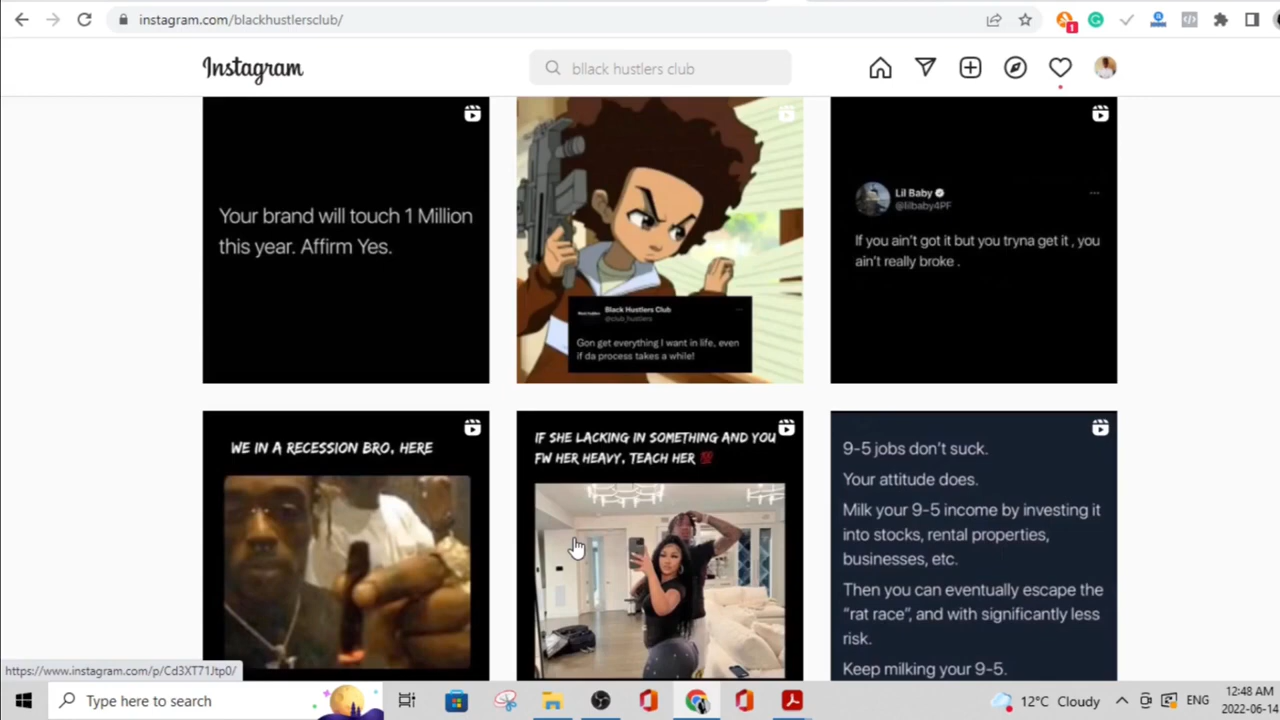 instagram.com/blackhustlersclub/
1
Instagram
bllack hustlers club
Your brand will touch 1 Million
this year. Affirm Yes.
Black Hustlers Club
@club_hustlers
Gon get everything I want in life, even
if da process takes a while!
Lil Baby
@lilbaby4PF
If you ain't got it but you tryna get it , you
ain't really broke .
WE IN A RECESSION BRO, HERE
IF SHE LACKING IN SOMETHING AND YOU
FW HER HEAVY, TEACH HER 💯
9-5 jobs don't suck.
Your attitude does.
Milk your 9-5 income by investing it
into stocks, rental properties,
businesses, etc.
Then you can eventually escape the
“rat race”, and with significantly less
risk.
Keep milking your 9-5.
https://www.instagram.com/p/Cd3XT71Jtp0/
Type here to search
12°C Cloudy
ENG
12:48 AM
2022-06-14